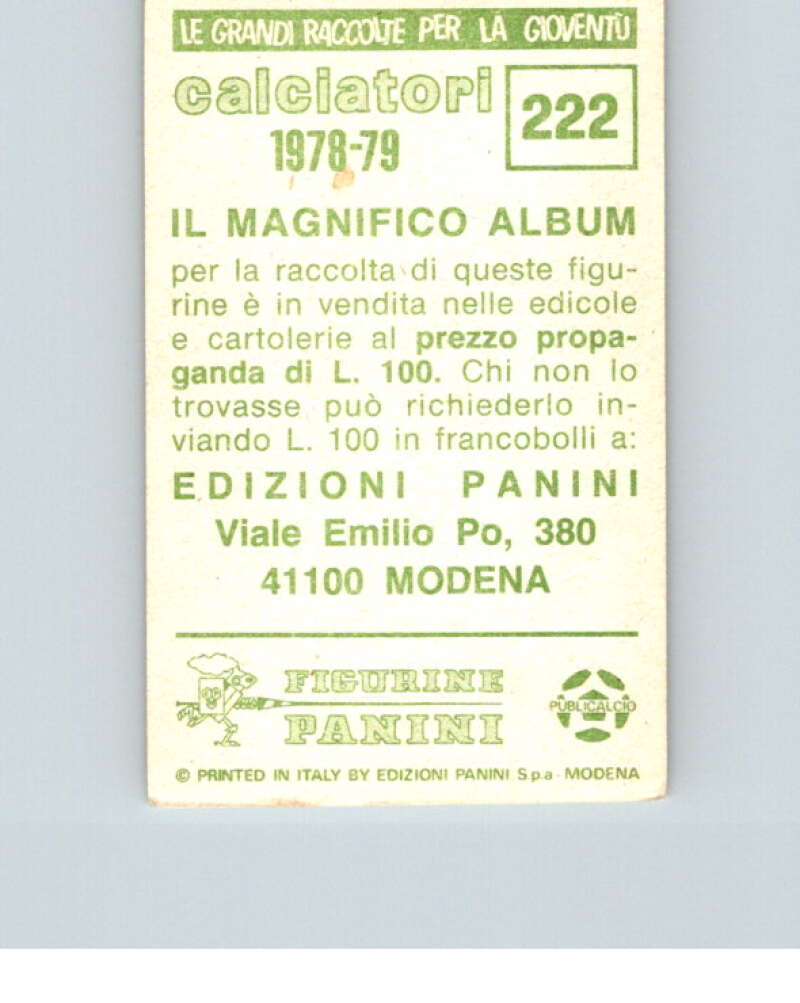 LE GRANDI RACCOLTE PER LA GIOVENTÙ
calciatori
1978-79
222
IL MAGNIFICO ALBUM
per la raccolta di queste figu-
rine è in vendita nelle edicole
e cartolerie al prezzo propa-
ganda di L. 100. Chi non lo
trovasse può richiederlo in-
viando L. 100 in francobolli a:
EDIZIONI PANINI
Viale Emilio Po, 380
41100 MODENA
FIGURINE
PANINI
PUBLICALCIO
© PRINTED IN ITALY BY EDIZIONI PANINI S.p.a - MODENA